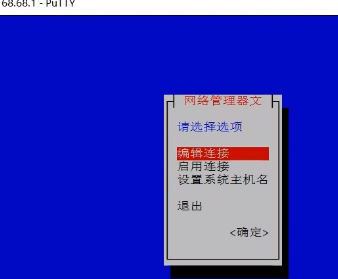 68.68.1 - PuTTY
网络管理器文
请选择选项
编辑连接
启用连接
设置系统主机名
退出
<确定>